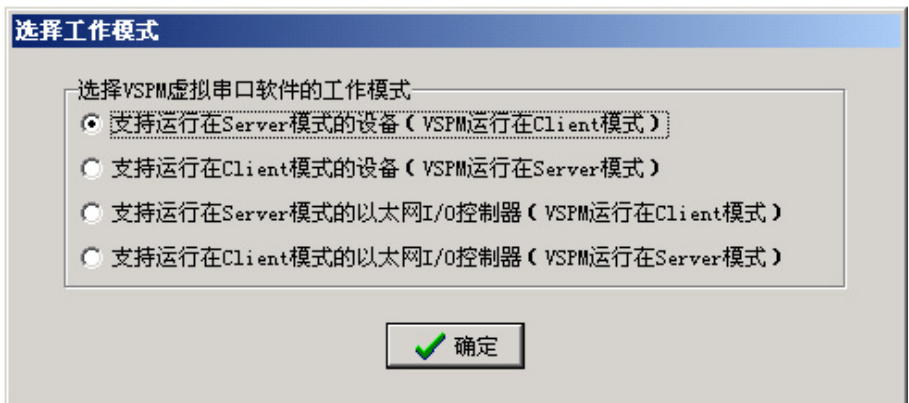 选择工作模式
选择VSPM虚拟串口软件的工作模式
支持运行在Server模式的设备(VSPM运行在Client模式)
支持运行在Client模式的设备(VSPM运行在Server模式)
支持运行在Server模式的以太网I/O控制器(VSPM运行在Client模式)
支持运行在Client模式的以太网I/O控制器(VSPM运行在Server模式)
确定